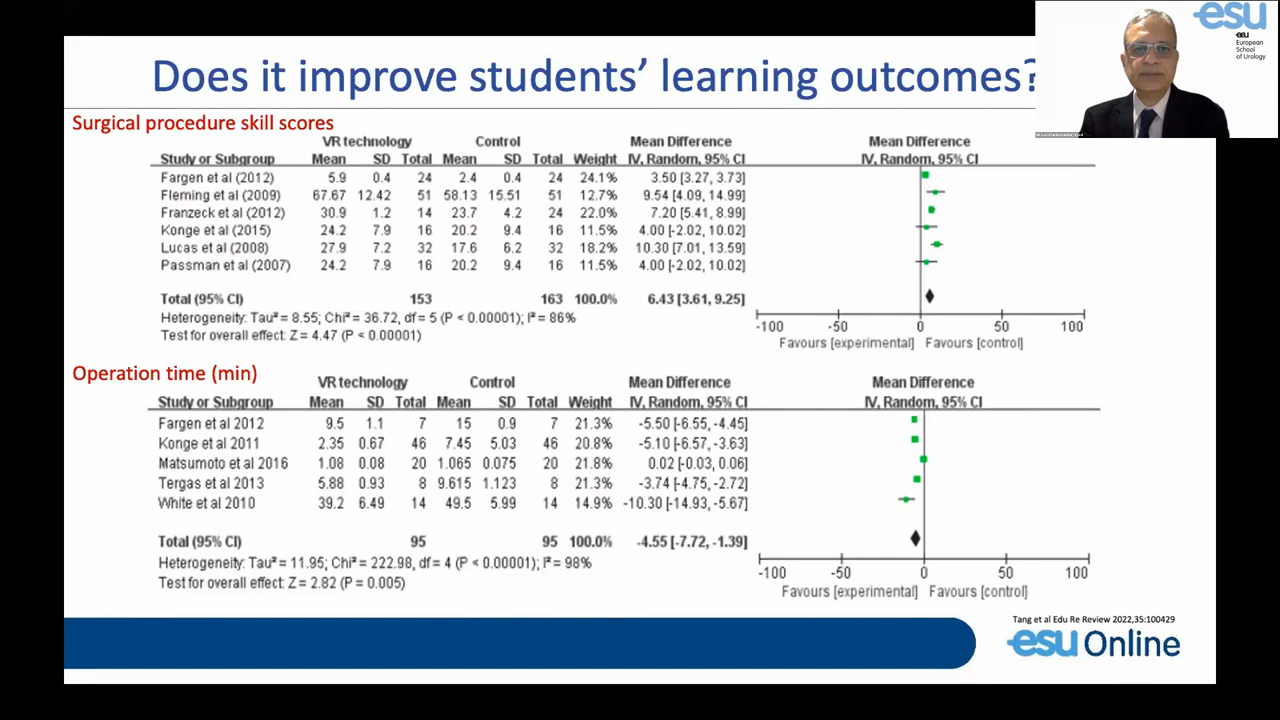 esu
eau
European
School
of Urology
Does it improve students’ learning outcomes?
Surgical procedure skill scores
VR technology Control Mean Difference Mean Difference
Study or Subgroup Mean SD Total Mean SD Total Weight IV, Random, 95% CI IV, Random, 95% CI
Fargen et al (2012) 5.9 0.4 24 2.4 0.4 24 24.1% 3.50 [3.27, 3.73]
Fleming et al (2009) 67.67 12.42 51 58.13 15.51 51 12.7% 9.54 [4.09, 14.99]
Franzeck et al (2012) 30.9 1.2 14 23.7 4.2 24 22.0% 7.20 [5.41, 8.99]
Konge et al (2015) 24.2 7.9 16 20.2 9.4 16 11.5% 4.00 [-2.02, 10.02]
Lucas et al (2008) 27.9 7.2 32 17.6 6.2 32 18.2% 10.30 [7.01, 13.59]
Passman et al (2007) 24.2 7.9 16 20.2 9.4 16 11.5% 4.00 [-2.02, 10.02]
Total (95% CI) 153 163 100.0% 6.43 [3.61, 9.25]
Heterogeneity: Tau² = 8.55; Chi² = 36.72, df = 5 (P < 0.00001); I² = 86%
Test for overall effect: Z = 4.47 (P < 0.00001)
-100 -50 0 50 100
Favours [experimental] Favours [control]
Operation time (min)
VR technology Control Mean Difference Mean Difference
Study or Subgroup Mean SD Total Mean SD Total Weight IV, Random, 95% CI IV, Random, 95% CI
Fargen et al 2012 9.5 1.1 7 15 0.9 7 21.3% -5.50 [-6.55, -4.45]
Konge et al 2011 2.35 0.67 46 7.45 5.03 46 20.8% -5.10 [-6.57, -3.63]
Matsumoto et al 2016 1.08 0.08 20 1.065 0.075 20 21.8% 0.02 [-0.03, 0.06]
Tergas et al 2013 5.88 0.93 8 9.615 1.123 8 21.3% -3.74 [-4.75, -2.72]
White et al 2010 39.2 6.49 14 49.5 5.99 14 14.9% -10.30 [-14.93, -5.67]
Total (95% CI) 95 95 100.0% -4.55 [-7.72, -1.39]
Heterogeneity: Tau² = 11.95; Chi² = 222.98, df = 4 (P < 0.00001); I² = 98%
Test for overall effect: Z = 2.82 (P = 0.005)
-100 -50 0 50 100
Favours [experimental] Favours [control]
Tang et al Edu Re Review 2022,35:100429
esu Online